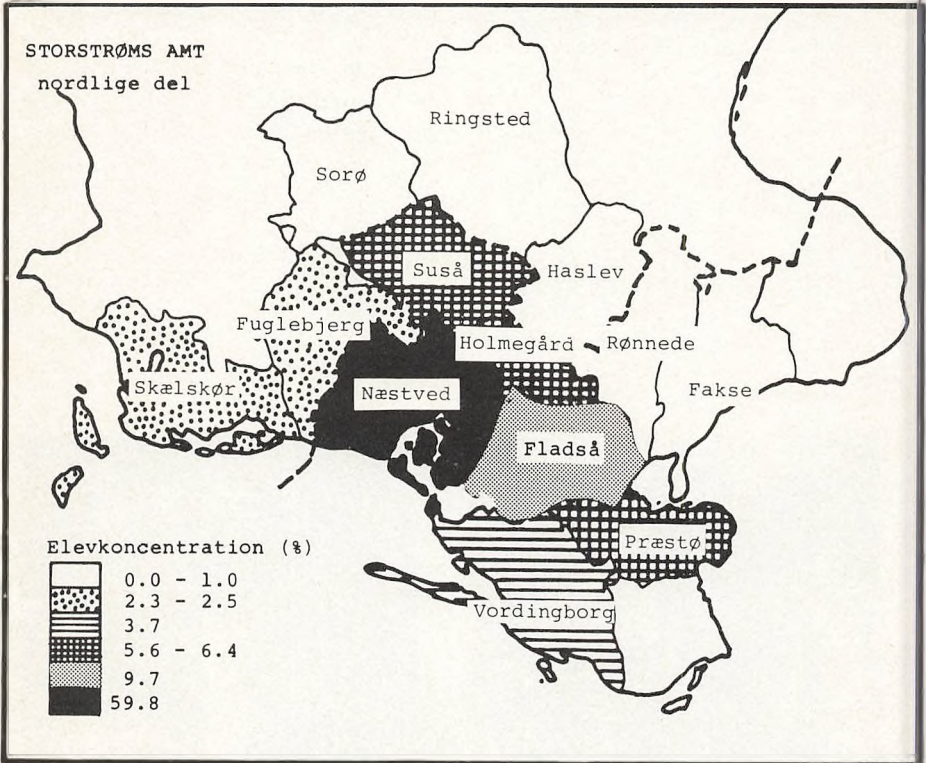 STORSTRØMS AMT
nordlige del
Ringsted
Sorø
Suså
Haslev
Fuglebjerg
Holmegård
Rønnede
Skælskør
Næstved
Fakse
Fladså
Præstø
Vordingborg
Elevkoncentration (%)
0.0 - 1.0
2.3 - 2.5
3.7
5.6 - 6.4
9.7
59.8